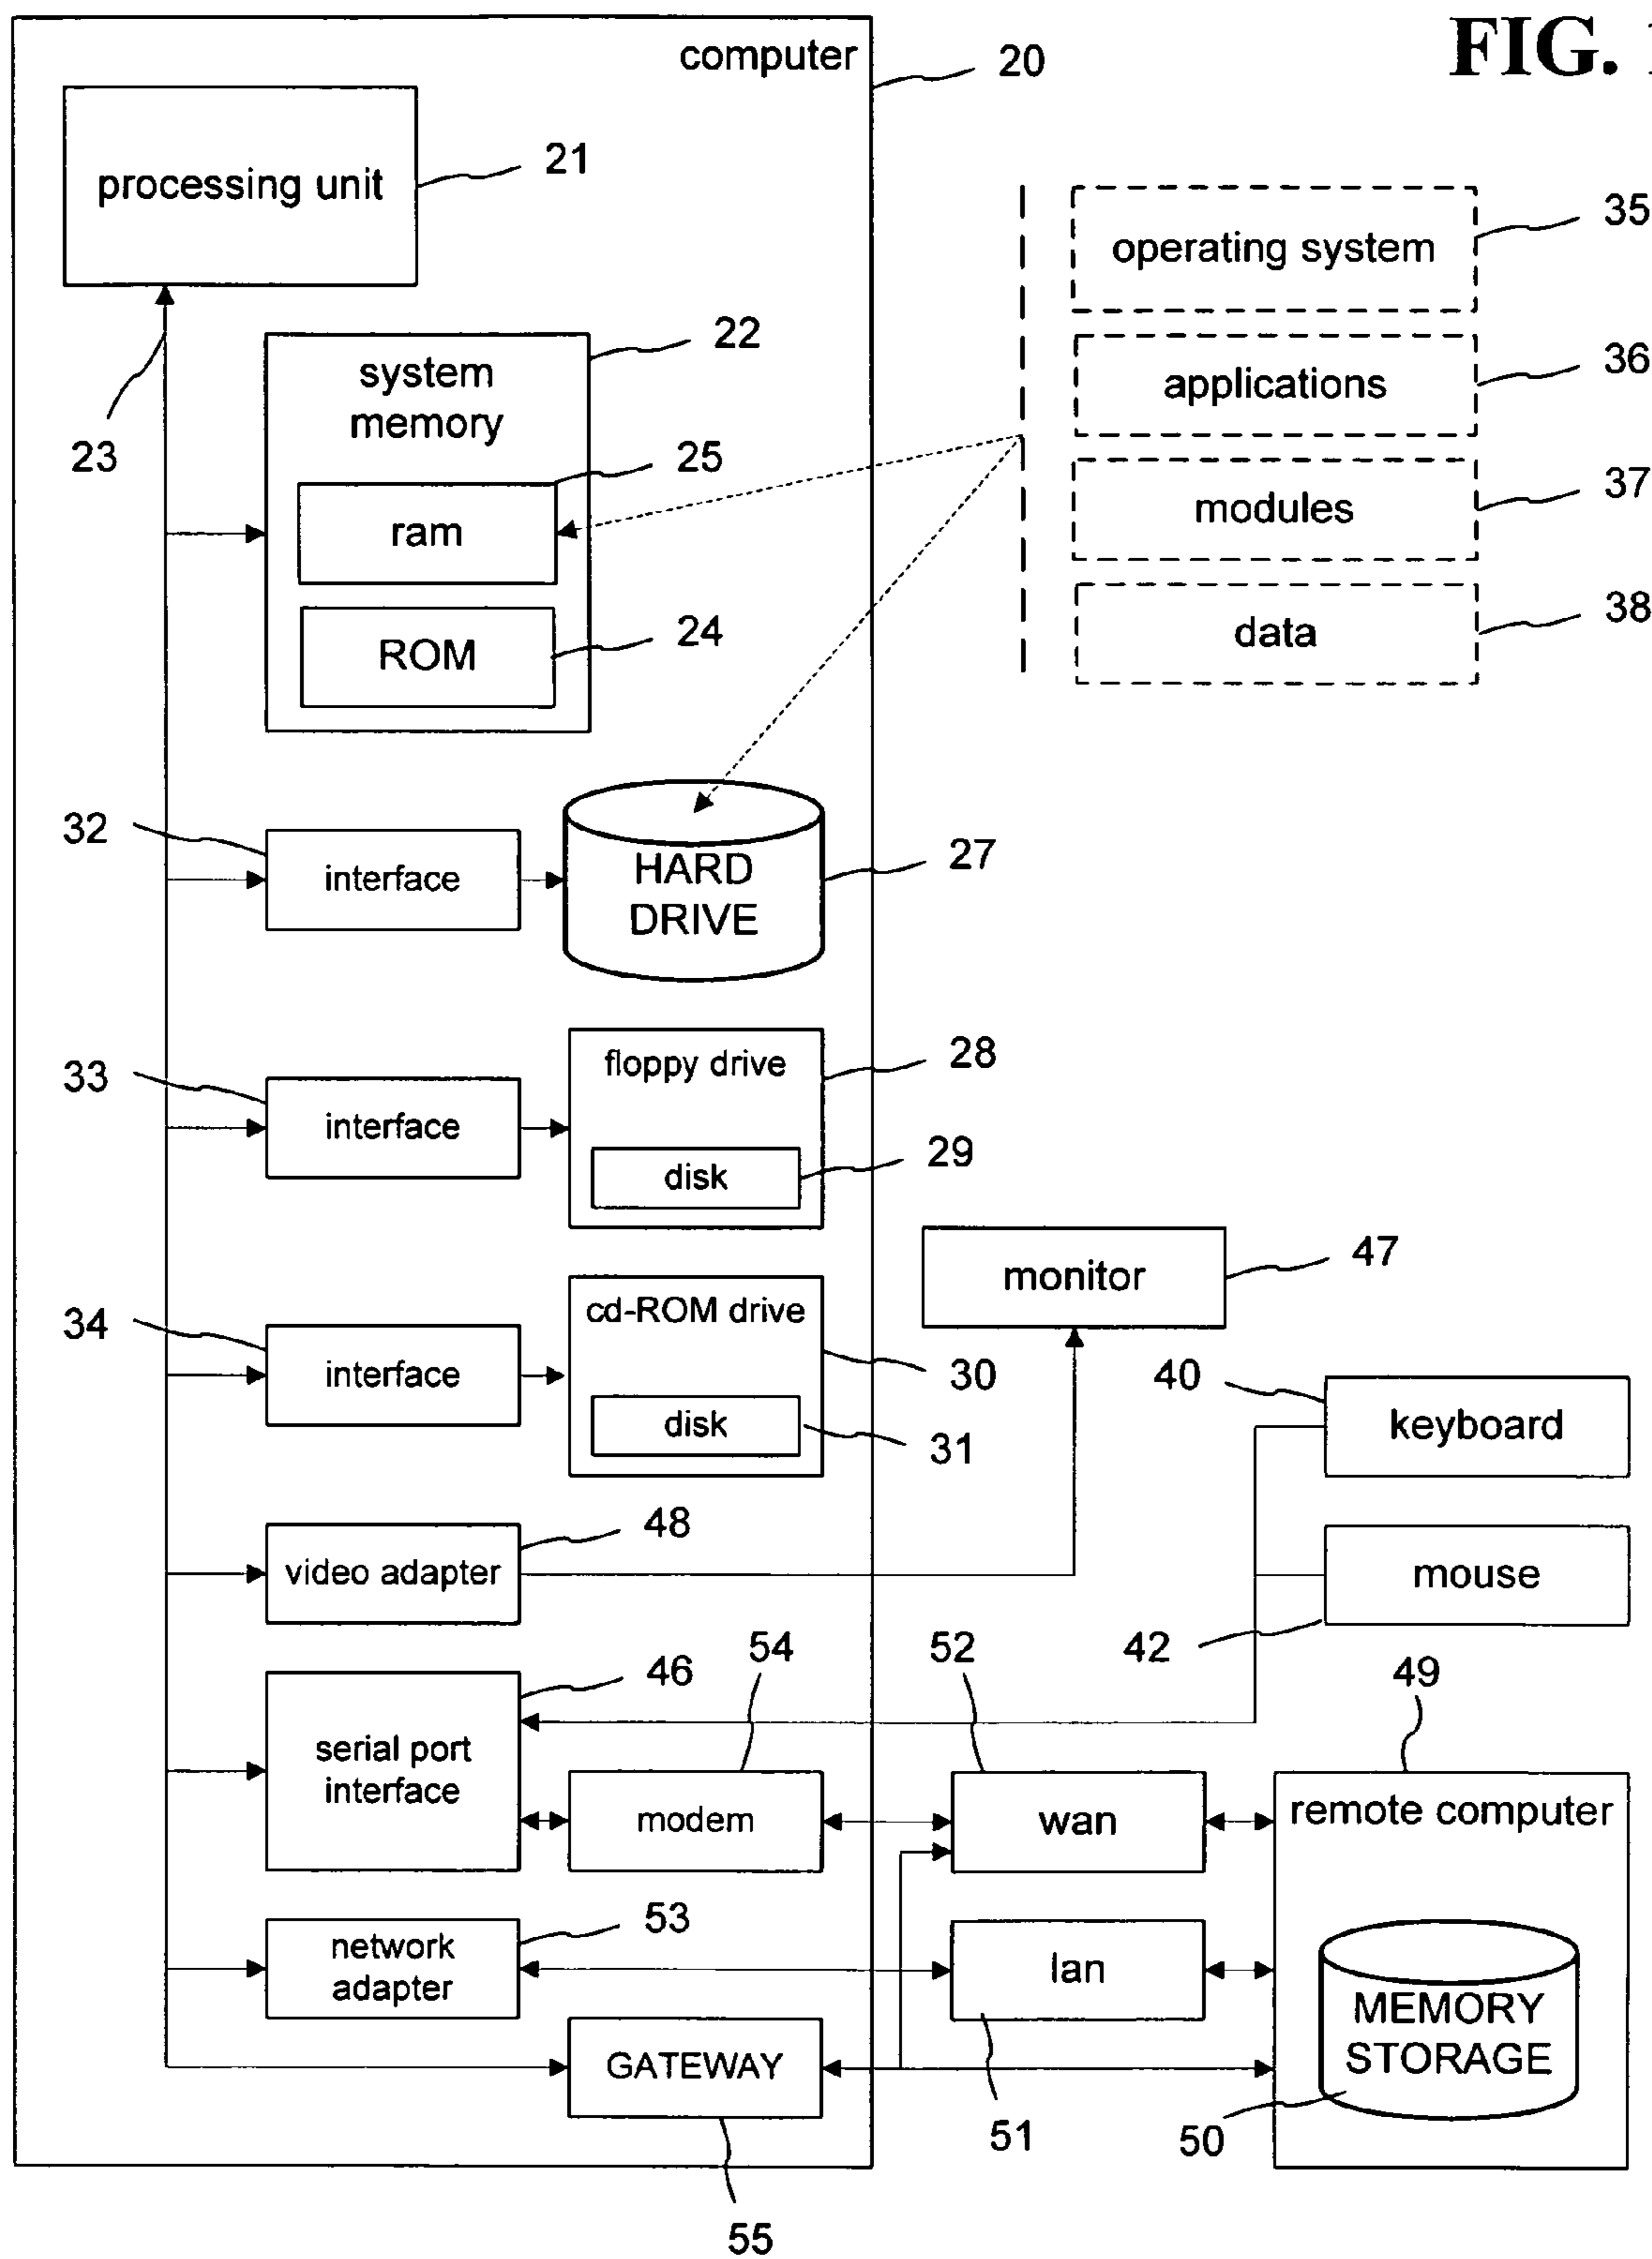 FIG. 1
computer
20
processing unit
21
35
operating system
22
36
system
memory
applications
23
25
37
ram
modules
24
38
ROM
data
32
27
interface
HARD
DRIVE
33
28
floppy drive
interface
29
disk
47
monitor
34
cd-ROM drive
30
40
interface
keyboard
disk
31
48
video adapter
mouse
54
52
42
46
49
serial port
interface
modem
wan
remote computer
53
network
adapter
lan
MEMORY
STORAGE
GATEWAY
51
50
55